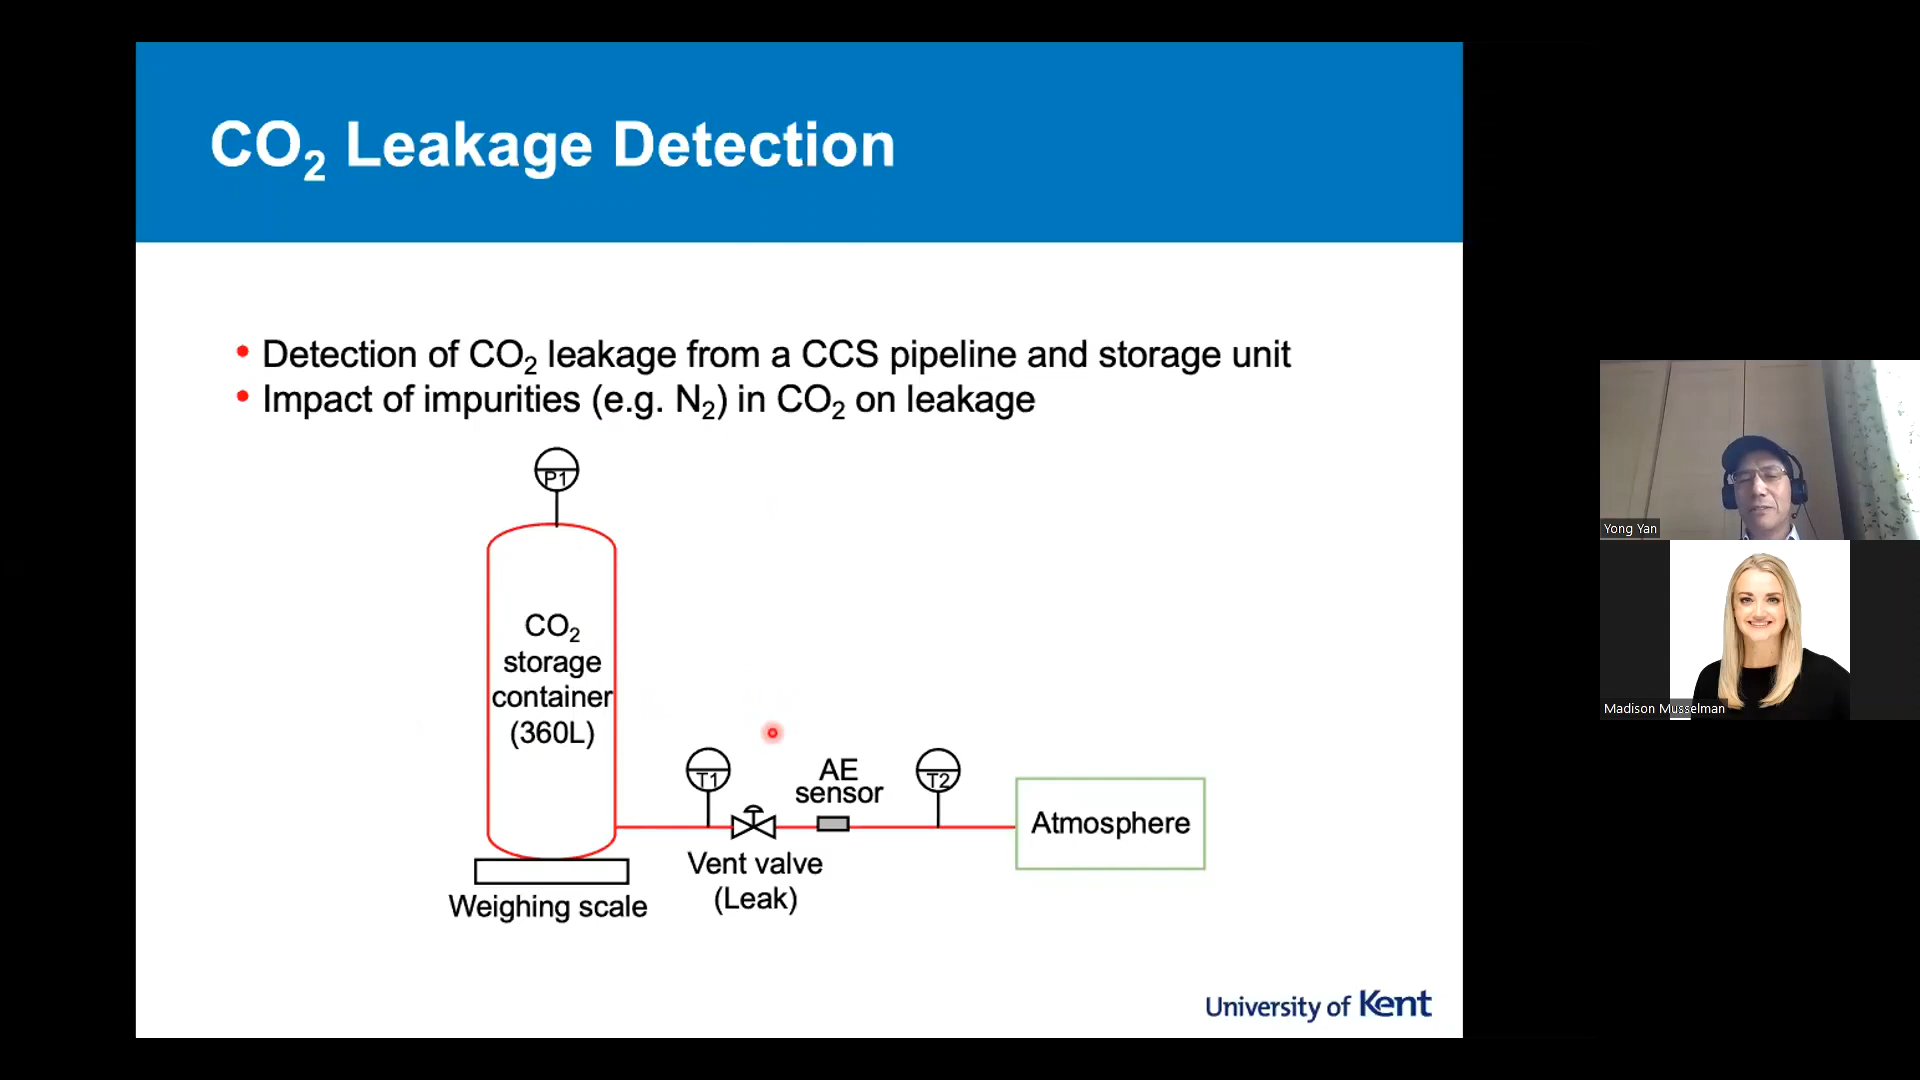 CO₂ Leakage Detection
• Detection of CO₂ leakage from a CCS pipeline and storage unit
• Impact of impurities (e.g. N₂) in CO₂ on leakage
P1
CO₂
storage
container
(360L)
Weighing scale
T1
Vent valve
(Leak)
AE
sensor
T2
Atmosphere
University of Kent
Yong Yan
Madison Musselman